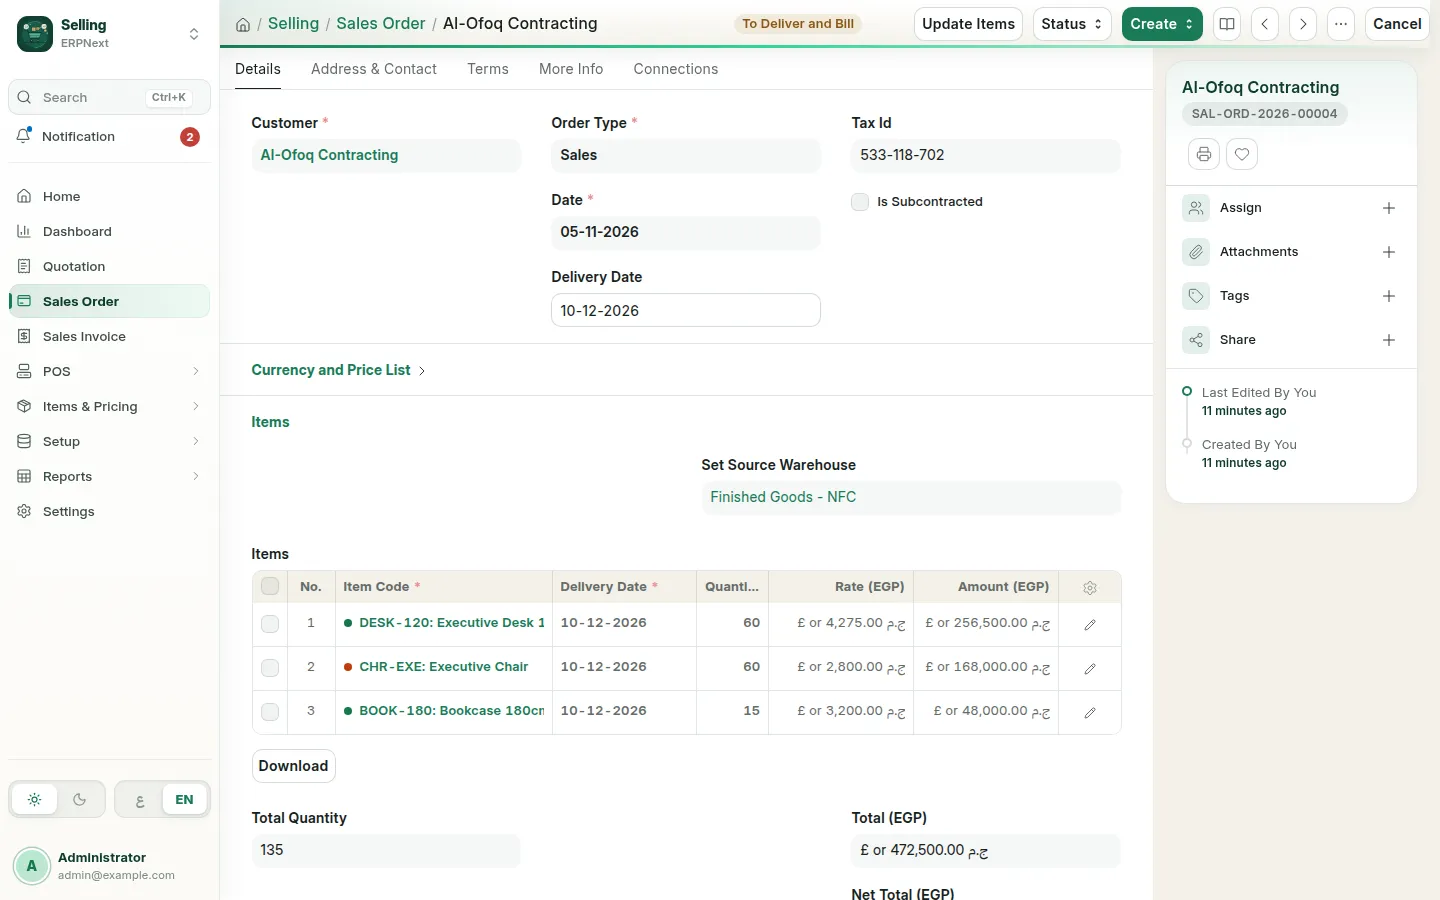 Selling
ERPNext
Search Ctrl+K
Notification 2
Home
Dashboard
Quotation
Sales Order
Sales Invoice
POS
Items & Pricing
Setup
Reports
Settings
ع EN
A
Administrator
admin@example.com
/ Selling / Sales Order / Al-Ofoq Contracting
To Deliver and Bill
Update Items
Status
Create
Cancel
Details Address & Contact Terms More Info Connections
Customer * Order Type * Tax Id
Al-Ofoq Contracting Sales 533-118-702
Date * Is Subcontracted
05-11-2026
Delivery Date
10-12-2026
Currency and Price List
Items
Set Source Warehouse
Finished Goods - NFC
Items
No. Item Code * Delivery Date * Quanti... Rate (EGP) Amount (EGP)
1 DESK-120: Executive Desk 1 10-12-2026 60 £ or 4,275.00 ج.م £ or 256,500.00 ج.م
2 CHR-EXE: Executive Chair 10-12-2026 60 £ or 2,800.00 ج.م £ or 168,000.00 ج.م
3 BOOK-180: Bookcase 180cm 10-12-2026 15 £ or 3,200.00 ج.م £ or 48,000.00 ج.م
Download
Total Quantity Total (EGP)
135 £ or 472,500.00 ج.م
Net Total (EGP)
Al-Ofoq Contracting
SAL-ORD-2026-00004
Assign
Attachments
Tags
Share
Last Edited By You
11 minutes ago
Created By You
11 minutes ago